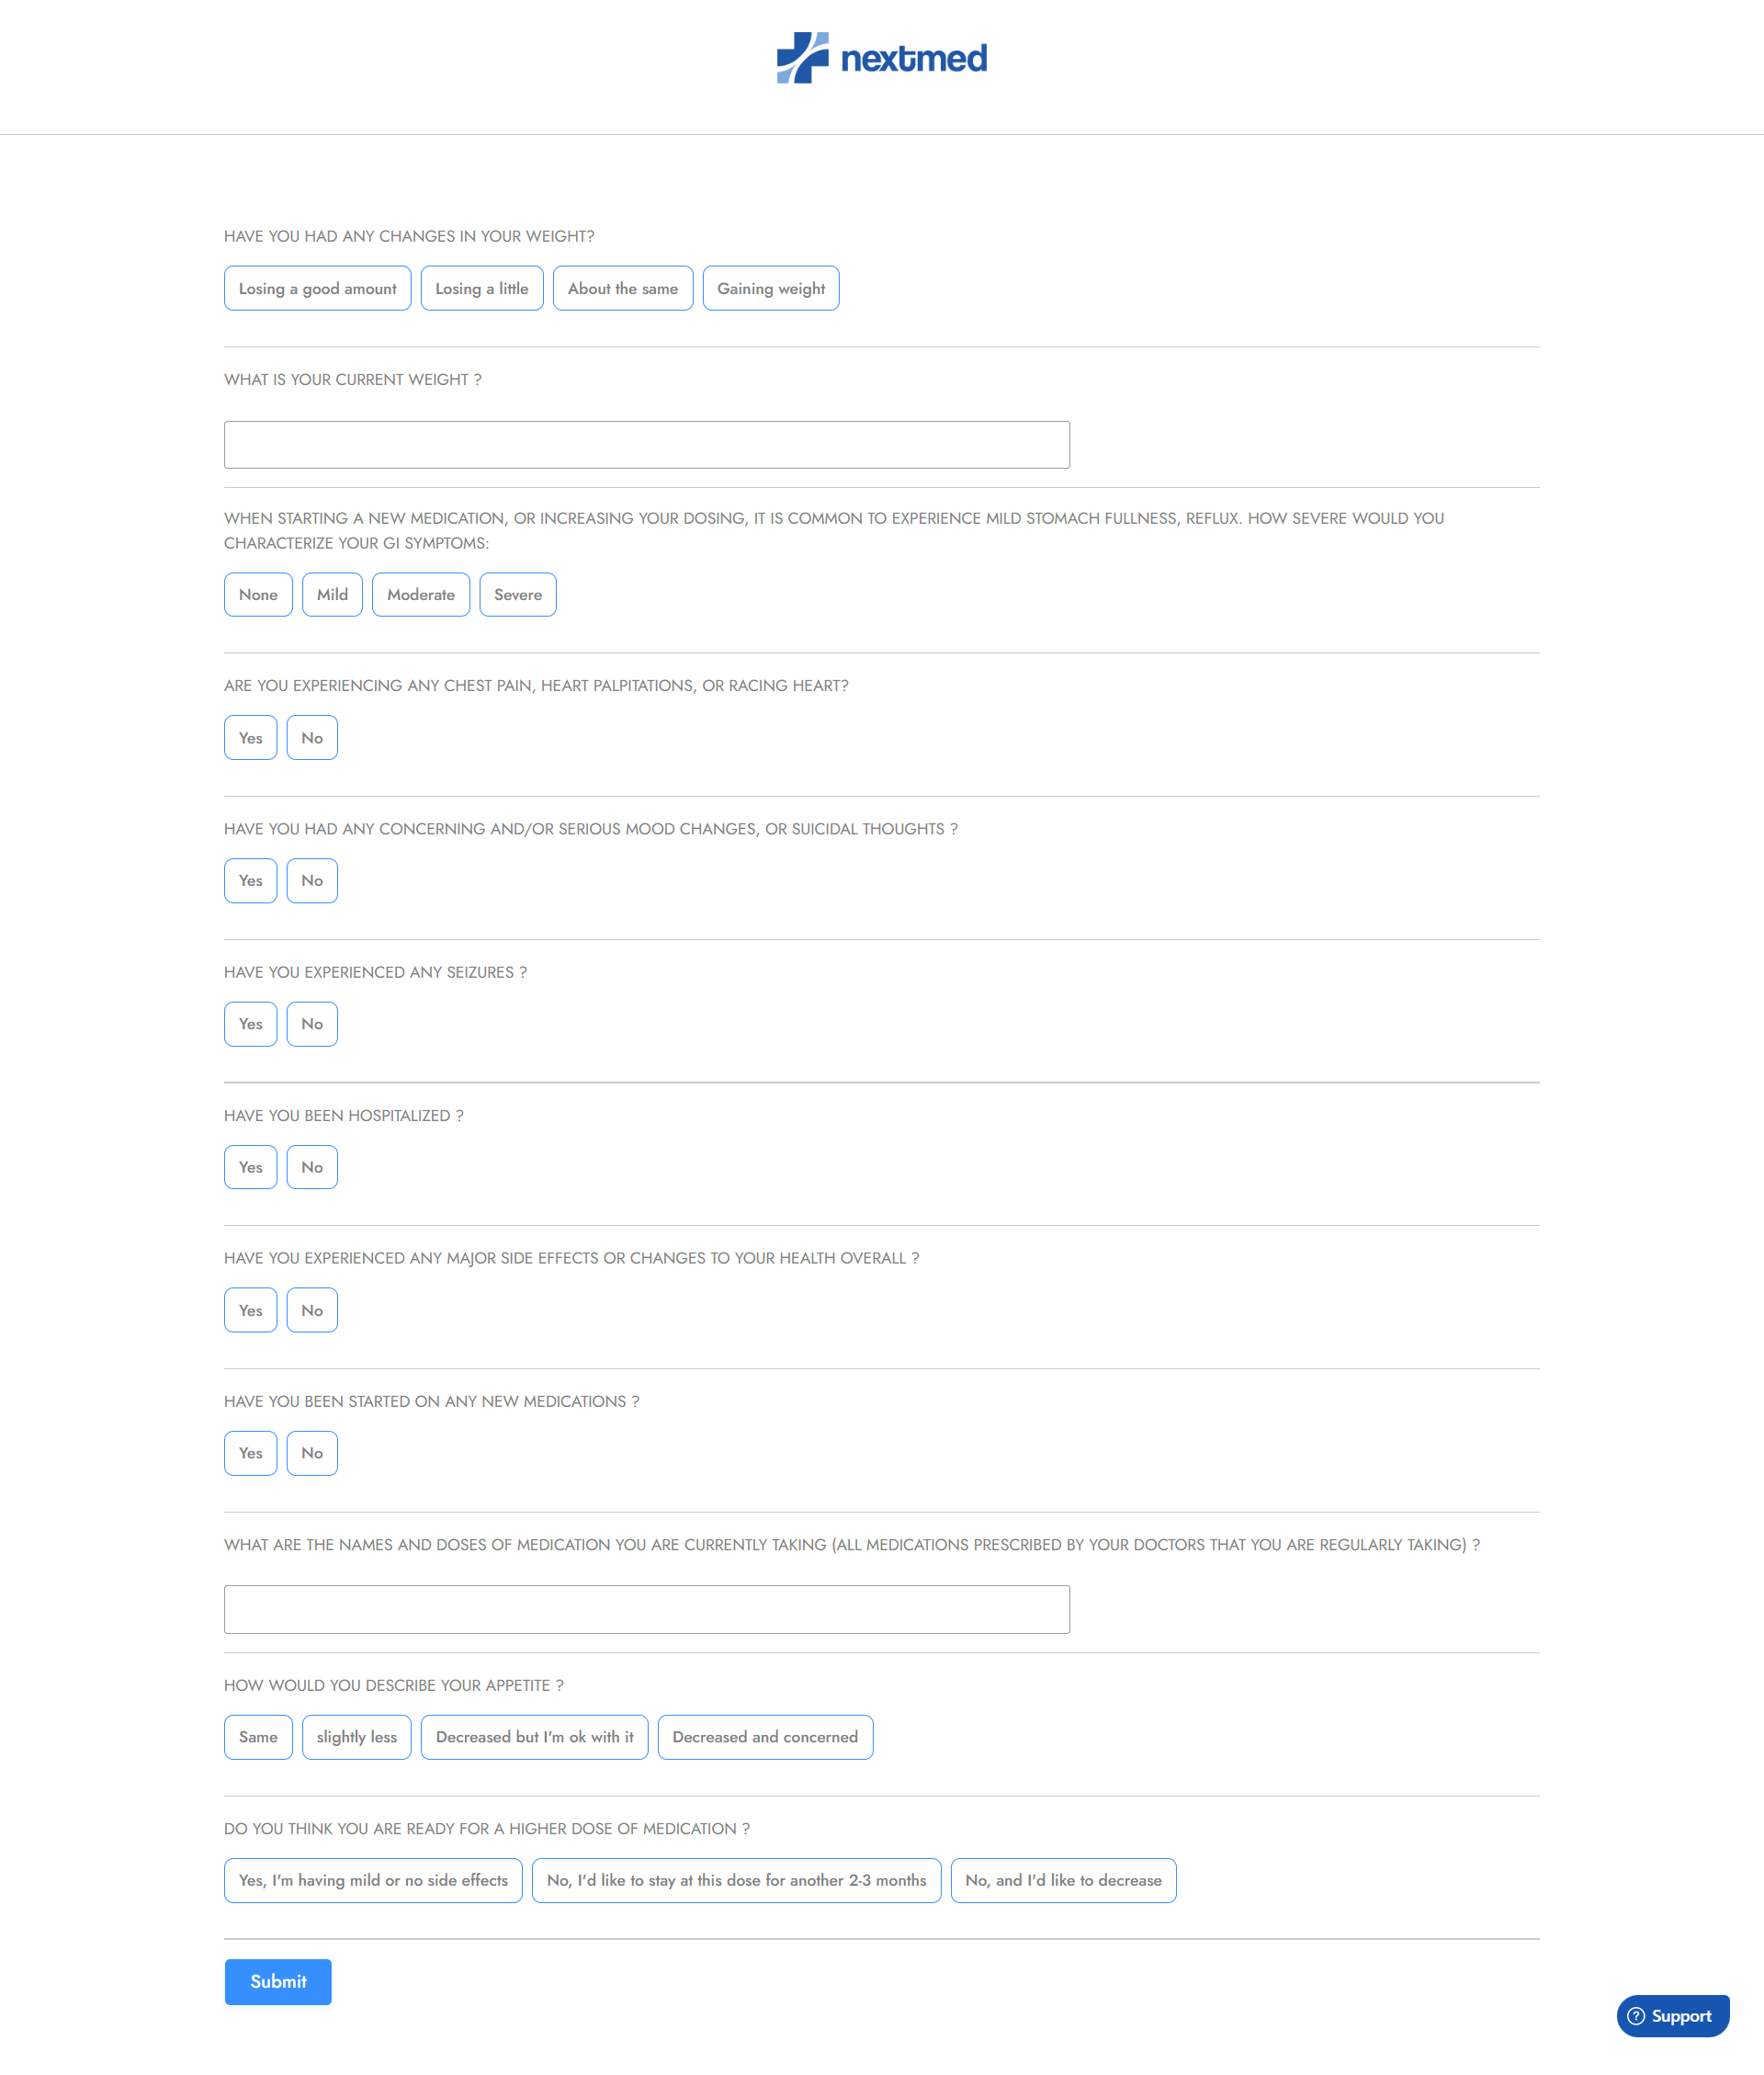 nextmed
HAVE YOU HAD ANY CHANGES IN YOUR WEIGHT?
Losing a good amount Losing a little About the same Gaining weight
WHAT IS YOUR CURRENT WEIGHT ?
WHEN STARTING A NEW MEDICATION, OR INCREASING YOUR DOSING, IT IS COMMON TO EXPERIENCE MILD STOMACH FULLNESS, REFLUX. HOW SEVERE WOULD YOU
CHARACTERIZE YOUR GI SYMPTOMS:
None Mild Moderate Severe
ARE YOU EXPERIENCING ANY CHEST PAIN, HEART PALPITATIONS, OR RACING HEART?
Yes No
HAVE YOU HAD ANY CONCERNING AND/OR SERIOUS MOOD CHANGES, OR SUICIDAL THOUGHTS ?
Yes No
HAVE YOU EXPERIENCED ANY SEIZURES ?
Yes No
HAVE YOU BEEN HOSPITALIZED ?
Yes No
HAVE YOU EXPERIENCED ANY MAJOR SIDE EFFECTS OR CHANGES TO YOUR HEALTH OVERALL ?
Yes No
HAVE YOU BEEN STARTED ON ANY NEW MEDICATIONS ?
Yes No
WHAT ARE THE NAMES AND DOSES OF MEDICATION YOU ARE CURRENTLY TAKING (ALL MEDICATIONS PRESCRIBED BY YOUR DOCTORS THAT YOU ARE REGULARLY TAKING) ?
HOW WOULD YOU DESCRIBE YOUR APPETITE ?
Same slightly less Decreased but I'm ok with it Decreased and concerned
DO YOU THINK YOU ARE READY FOR A HIGHER DOSE OF MEDICATION ?
Yes, I'm having mild or no side effects No, I'd like to stay at this dose for another 2-3 months No, and I'd like to decrease
Submit
Support